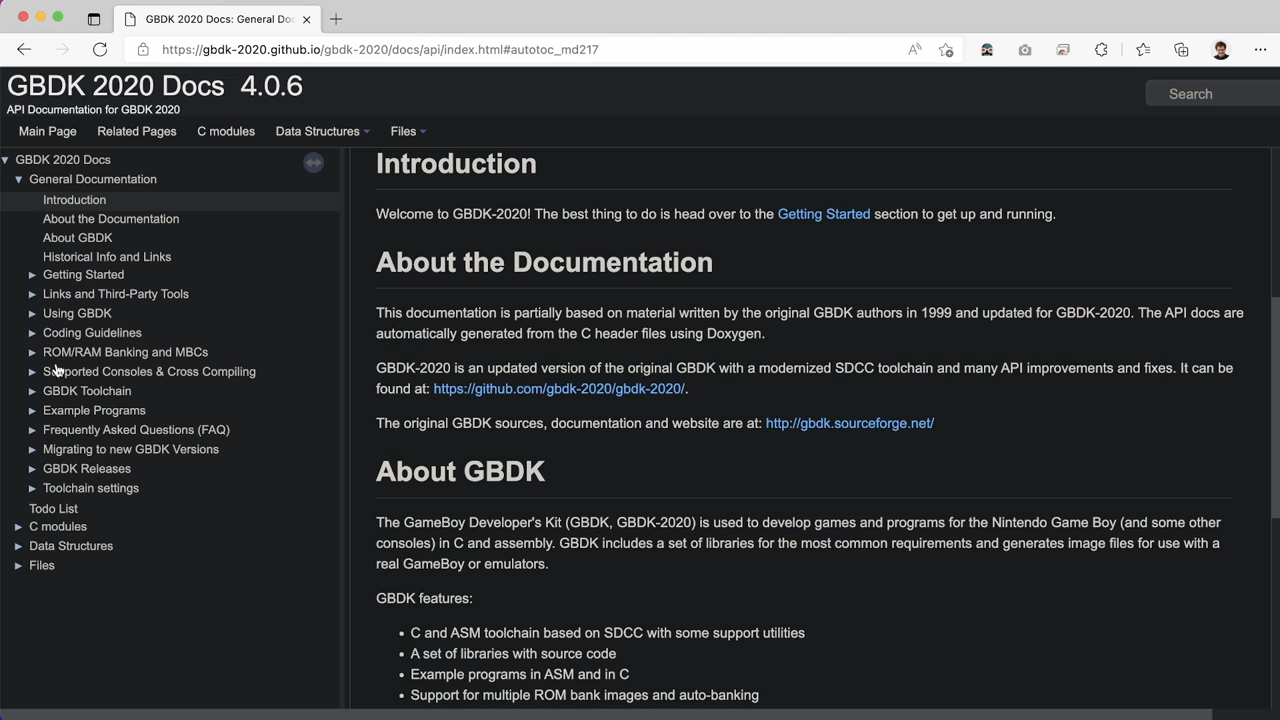 GBDK 2020 Docs: General Do
https://gbdk-2020.github.io/gbdk-2020/docs/api/index.html#autotoc_md217
GBDK 2020 Docs 4.0.6
API Documentation for GBDK 2020
Search
Main Page
Related Pages
C modules
Data Structures
Files
GBDK 2020 Docs
General Documentation
Introduction
About the Documentation
About GBDK
Historical Info and Links
Getting Started
Links and Third-Party Tools
Using GBDK
Coding Guidelines
ROM/RAM Banking and MBCs
Supported Consoles & Cross Compiling
GBDK Toolchain
Example Programs
Frequently Asked Questions (FAQ)
Migrating to new GBDK Versions
GBDK Releases
Toolchain settings
Todo List
C modules
Data Structures
Files
Introduction
Welcome to GBDK-2020! The best thing to do is head over to the Getting Started section to get up and running.
About the Documentation
This documentation is partially based on material written by the original GBDK authors in 1999 and updated for GBDK-2020. The API docs are
automatically generated from the C header files using Doxygen.
GBDK-2020 is an updated version of the original GBDK with a modernized SDCC toolchain and many API improvements and fixes. It can be
found at: https://github.com/gbdk-2020/gbdk-2020/.
The original GBDK sources, documentation and website are at: http://gbdk.sourceforge.net/
About GBDK
The GameBoy Developer's Kit (GBDK, GBDK-2020) is used to develop games and programs for the Nintendo Game Boy (and some other
consoles) in C and assembly. GBDK includes a set of libraries for the most common requirements and generates image files for use with a
real GameBoy or emulators.
GBDK features:
• C and ASM toolchain based on SDCC with some support utilities
• A set of libraries with source code
• Example programs in ASM and in C
• Support for multiple ROM bank images and auto-banking